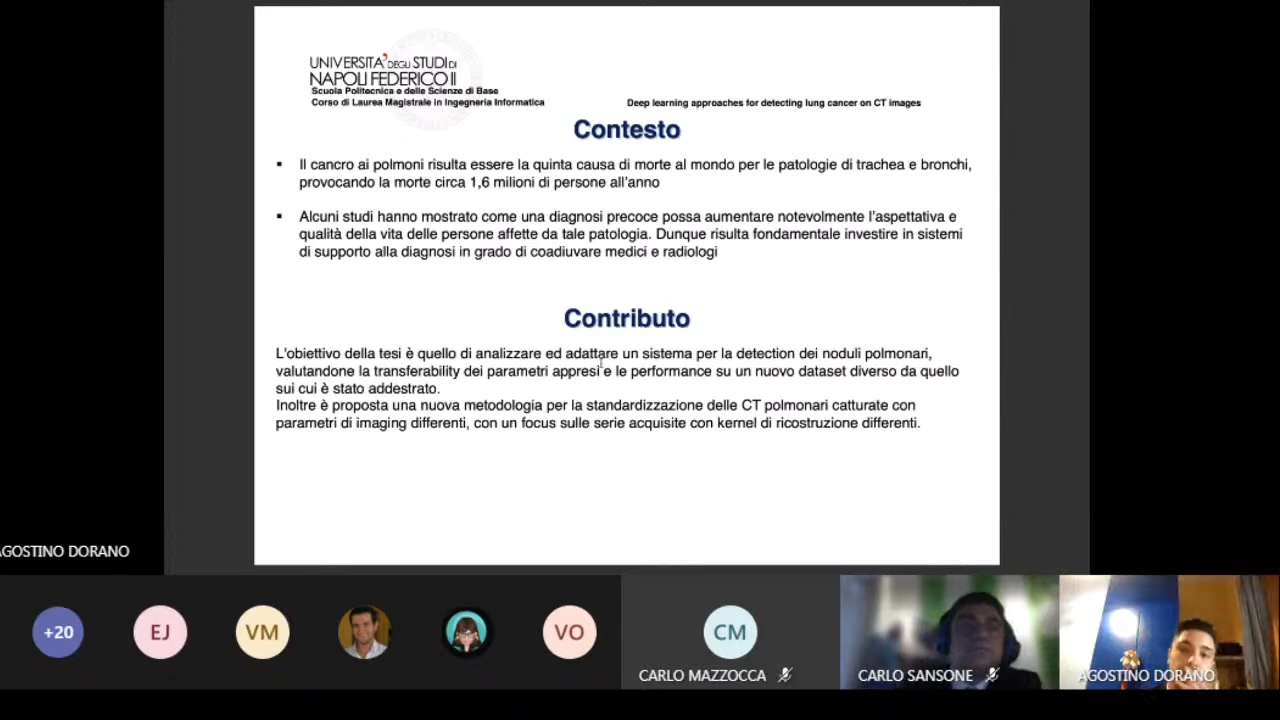 UNIVERSITA' DEGLI STUDI DI
NAPOLI FEDERICO II
Scuola Politecnica e delle Scienze di Base
Corso di Laurea Magistrale in Ingegneria Informatica
Deep learning approaches for detecting lung cancer on CT images
Contesto
▪ Il cancro ai polmoni risulta essere la quinta causa di morte al mondo per le patologie di trachea e bronchi,
provocando la morte circa 1,6 milioni di persone all'anno
▪ Alcuni studi hanno mostrato come una diagnosi precoce possa aumentare notevolmente l'aspettativa e
qualità della vita delle persone affette da tale patologia. Dunque risulta fondamentale investire in sistemi
di supporto alla diagnosi in grado di coadiuvare medici e radiologi
Contributo
L'obiettivo della tesi è quello di analizzare ed adattare un sistema per la detection dei noduli polmonari,
valutandone la transferability dei parametri appresi e le performance su un nuovo dataset diverso da quello
sui cui è stato addestrato.
Inoltre è proposta una nuova metodologia per la standardizzazione delle CT polmonari catturate con
parametri di imaging differenti, con un focus sulle serie acquisite con kernel di ricostruzione differenti.
AGOSTINO DORANO
+20
EJ
VM
VO
CM
CARLO MAZZOCCA
CARLO SANSONE
AGOSTINO DORANO